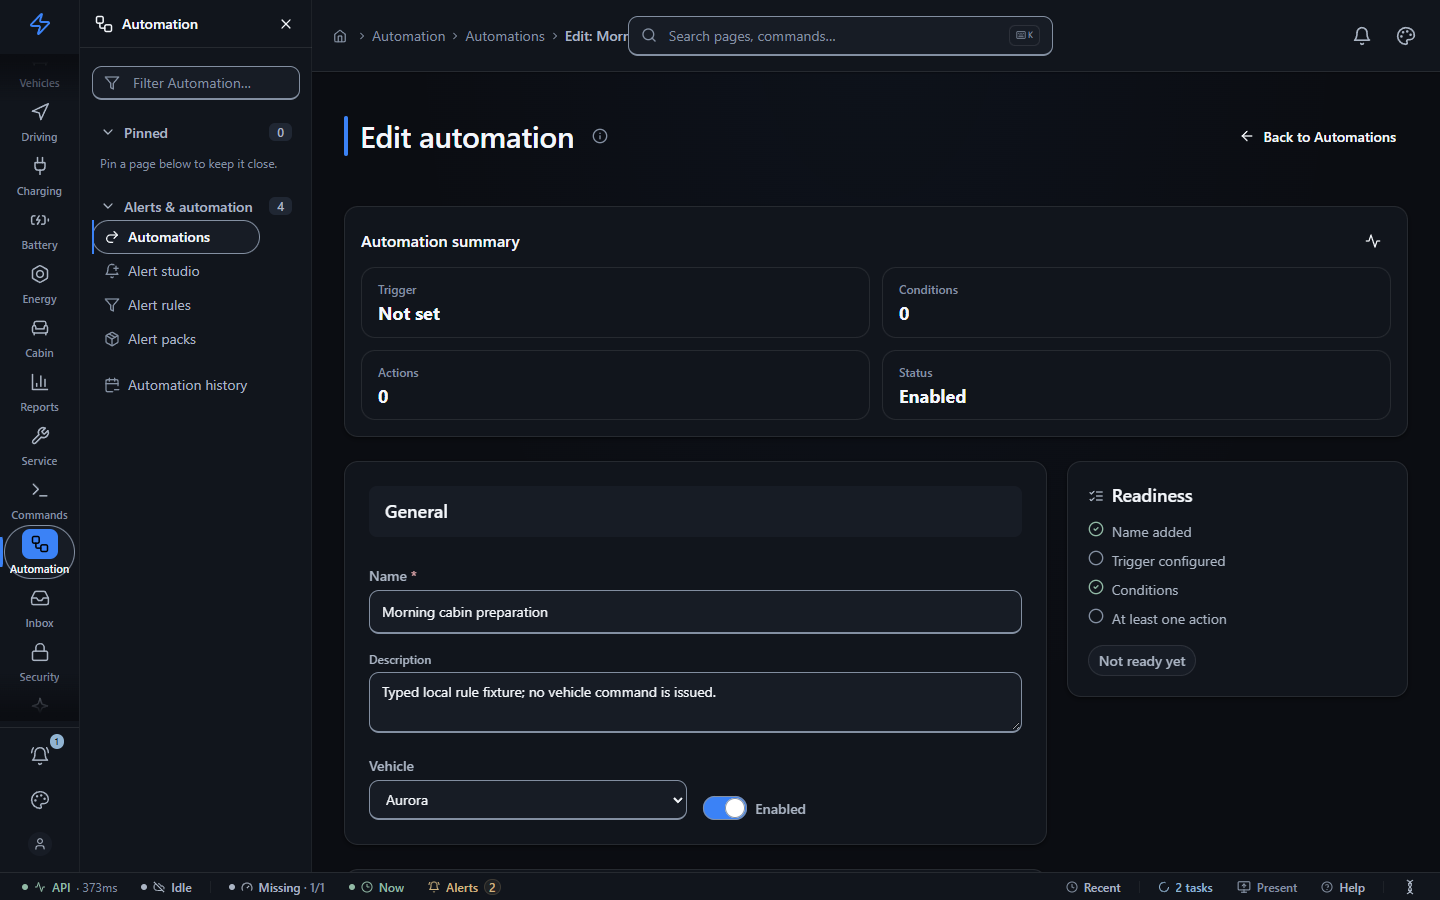 Vehicles
Driving
Charging
Battery
Energy
Cabin
Reports
Service
Commands
Automation
Inbox
Security
1
Automation
Filter Automation...
Pinned 0
Pin a page below to keep it close.
Alerts & automation 4
Automations
Alert studio
Alert rules
Alert packs
Automation history
Automation > Automations > Edit: Morr
Search pages, commands... K
Edit automation
Back to Automations
Automation summary
Trigger
Not set
Conditions
0
Actions
0
Status
Enabled
General
Name *
Morning cabin preparation
Description
Typed local rule fixture; no vehicle command is issued.
Vehicle
Aurora
Enabled
Readiness
Name added
Trigger configured
Conditions
At least one action
Not ready yet
API · 373ms
Idle
Missing · 1/1
Now
Alerts 2
Recent
2 tasks
Present
Help